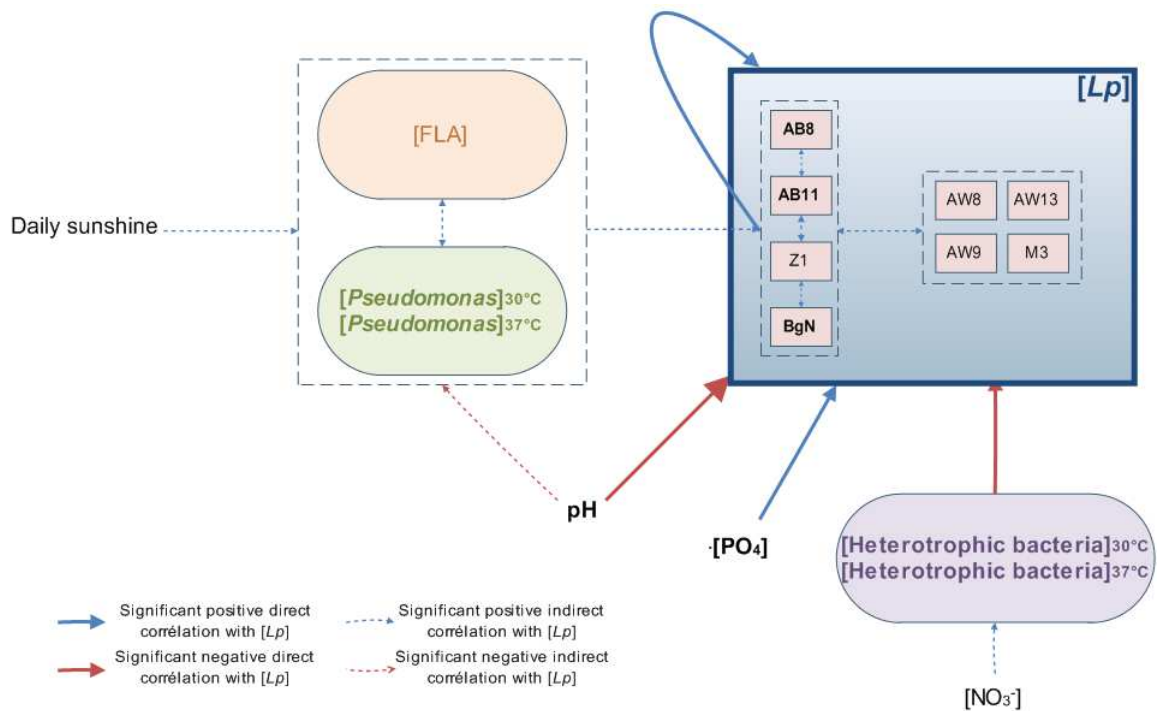 [Lp]
AB8
[FLA]
AB11
AW8
AW13
Daily sunshine
Z1
AW9
M3
[Pseudomonas]30°C
[Pseudomonas]37°C
BgN
pH
·[PO₄]
[Heterotrophic bacteria]30°C
[Heterotrophic bacteria]37°C
Significant positive direct
corrélation with [Lp]
Significant positive indirect
corrélation with [Lp]
Significant negative direct
corrélation with [Lp]
Significant negative indirect
corrélation with [Lp]
[NO₃⁻]